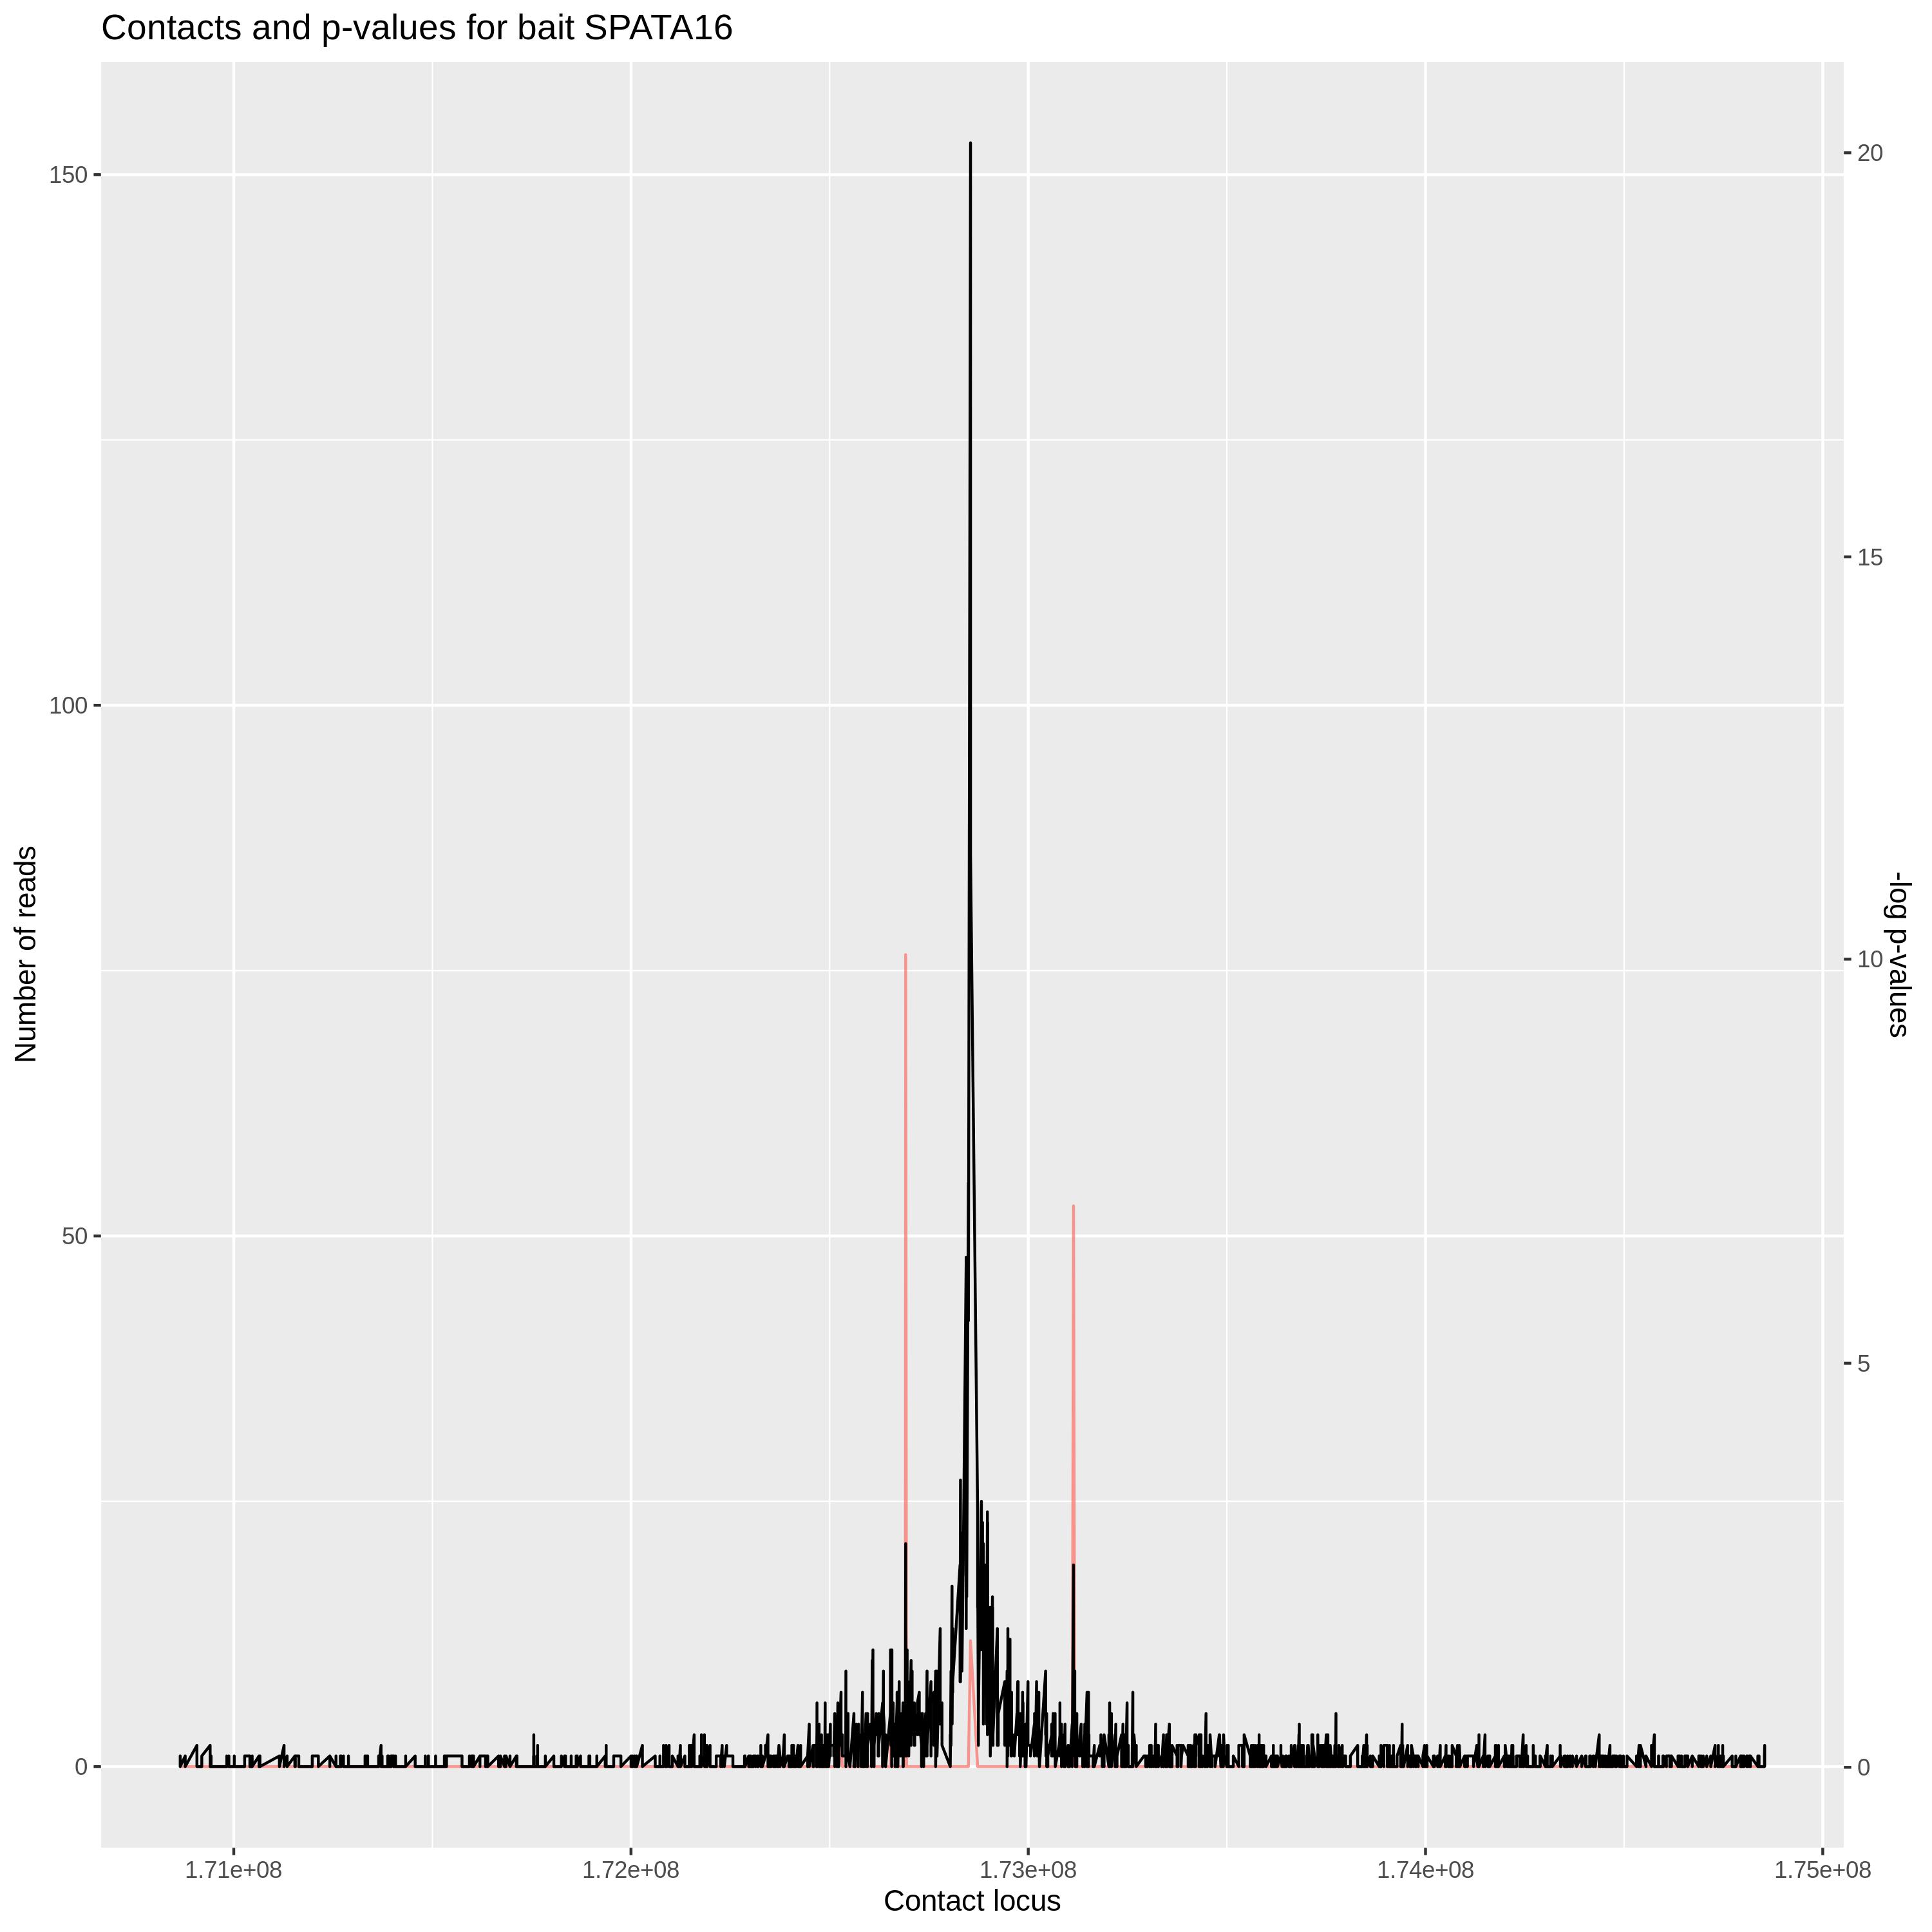 Contacts and p-values for bait SPATA16
150
100
50
0
Number of reads
20
15
10
5
0
-log p-values
1.71e+08
1.72e+08
1.73e+08
1.74e+08
1.75e+08
Contact locus